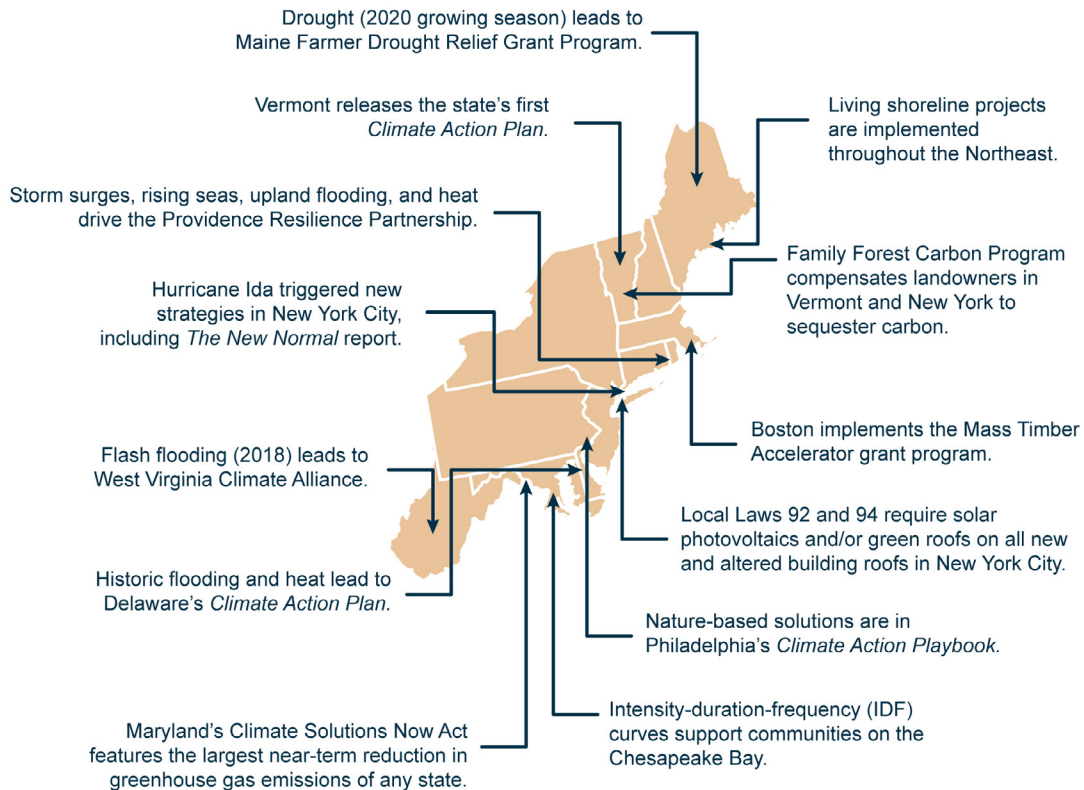 Drought (2020 growing season) leads to
Maine Farmer Drought Relief Grant Program.
Vermont releases the state’s first
Climate Action Plan.
Living shoreline projects
are implemented
throughout the Northeast.
Storm surges, rising seas, upland flooding, and heat
drive the Providence Resilience Partnership.
Family Forest Carbon Program
compensates landowners in
Vermont and New York to
sequester carbon.
Hurricane Ida triggered new
strategies in New York City,
including The New Normal report.
Boston implements the Mass Timber
Accelerator grant program.
Flash flooding (2018) leads to
West Virginia Climate Alliance.
Local Laws 92 and 94 require solar
photovoltaics and/or green roofs on all new
and altered building roofs in New York City.
Historic flooding and heat lead to
Delaware’s Climate Action Plan.
Nature-based solutions are in
Philadelphia’s Climate Action Playbook.
Intensity-duration-frequency (IDF)
curves support communities on the
Chesapeake Bay.
Maryland’s Climate Solutions Now Act
features the largest near-term reduction in
greenhouse gas emissions of any state.